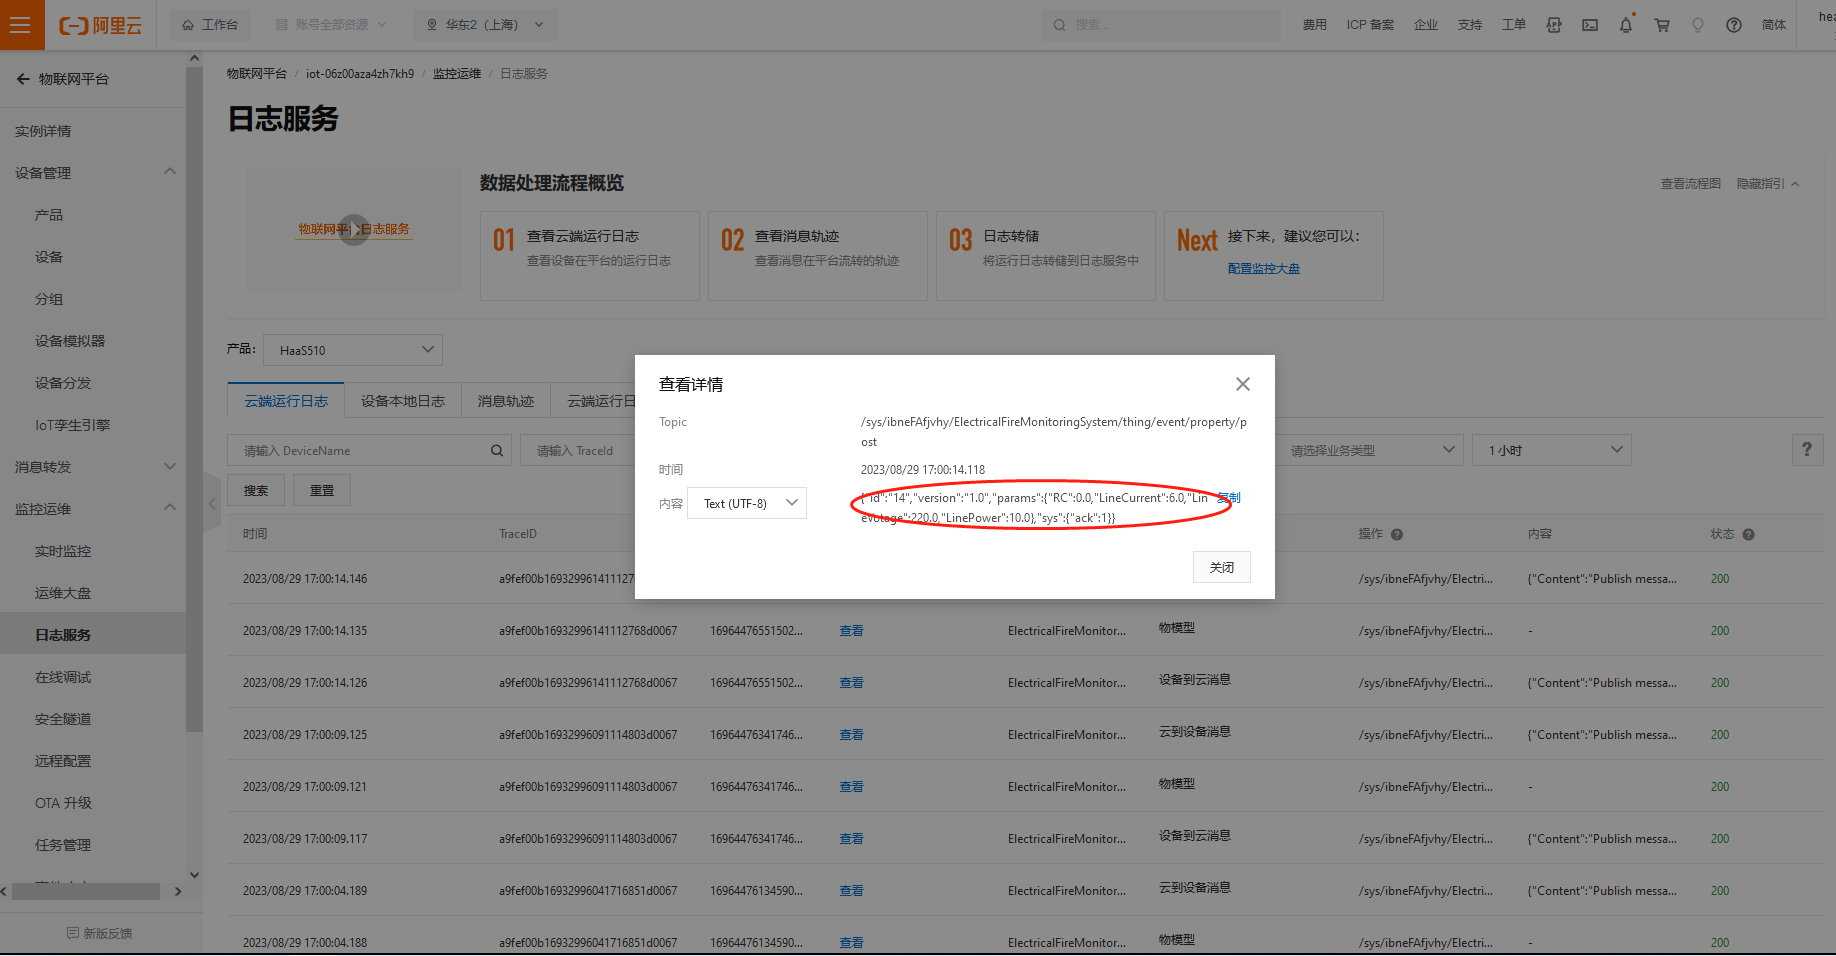 阿里云
工作台
账号全部资源
华东2（上海）
搜索...
费用
ICP 备案
企业
支持
工单
简体
物联网平台
实例详情
设备管理
产品
设备
分组
设备模拟器
设备分发
IoT孪生引擎
消息转发
监控运维
实时监控
运维大盘
日志服务
在线调试
安全隧道
远程配置
OTA 升级
任务管理
新版反馈
物联网平台 / iot-06z00aza4zh7kh9 / 监控运维 / 日志服务
日志服务
物联网平台日志服务
数据处理流程概览
查看流程图
隐藏指引
01 查看云端运行日志
查看设备在平台的运行日志
02 查看消息轨迹
查看消息在平台流转的轨迹
03 日志转储
将运行日志转储到日志服务中
Next 接下来，建议您可以：
配置监控大盘
产品： HaaS510
云端运行日志 设备本地日志 消息轨迹 云端运行日
请输入 DeviceName
请输入 TraceId
请选择业务类型
1 小时
?
搜索
重置
时间 TraceID 操作 内容 状态
2023/08/29 17:00:14.146 a9fef00b169329961411127 /sys/ibneFAfjvhy/Electri... {"Content":"Publish messa... 200
2023/08/29 17:00:14.135 a9fef00b16932996141112768d0067 16964476551502... 查看 ElectricalFireMonitor... 物模型 /sys/ibneFAfjvhy/Electri... - 200
2023/08/29 17:00:14.126 a9fef00b16932996141112768d0067 16964476551502... 查看 ElectricalFireMonitor... 设备到云消息 /sys/ibneFAfjvhy/Electri... {"Content":"Publish messa... 200
2023/08/29 17:00:09.125 a9fef00b16932996091114803d0067 16964476341746... 查看 ElectricalFireMonitor... 云到设备消息 /sys/ibneFAfjvhy/Electri... {"Content":"Publish messa... 200
2023/08/29 17:00:09.121 a9fef00b16932996091114803d0067 16964476341746... 查看 ElectricalFireMonitor... 物模型 /sys/ibneFAfjvhy/Electri... - 200
2023/08/29 17:00:09.117 a9fef00b16932996091114803d0067 16964476341746... 查看 ElectricalFireMonitor... 设备到云消息 /sys/ibneFAfjvhy/Electri... {"Content":"Publish messa... 200
2023/08/29 17:00:04.189 a9fef00b16932996041716851d0067 16964476134590... 查看 ElectricalFireMonitor... 云到设备消息 /sys/ibneFAfjvhy/Electri... {"Content":"Publish messa... 200
2023/08/29 17:00:04.188 a9fef00b16932996041716851d0067 16964476134590... 查看 ElectricalFireMonitor... 物模型 /sys/ibneFAfjvhy/Electri... - 200
查看详情
Topic /sys/ibneFAfjvhy/ElectricalFireMonitoringSystem/thing/event/property/p
ost
时间 2023/08/29 17:00:14.118
内容 Text (UTF-8) {"id":"14","version":"1.0","params":{"RC":0.0,"LineCurrent":6.0,"Lin 复制
eVotage":220.0,"LinePower":10.0},"sys":{"ack":1}}
关闭